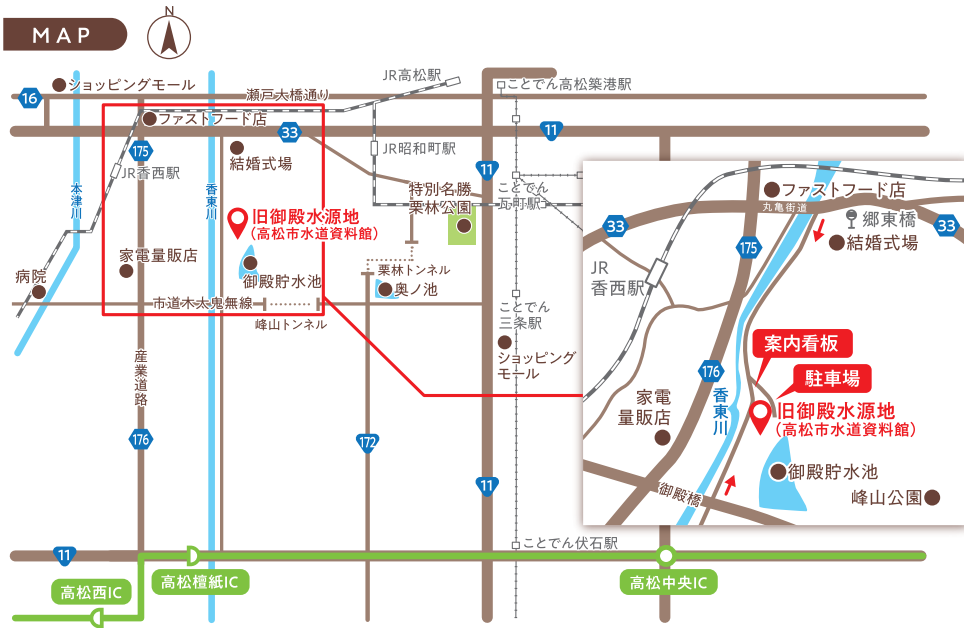 MAP
N
ショッピングモール
16
瀬戸大橋通り
JR高松駅
ことでん高松築港駅
ファストフード店
33
11
175
結婚式場
JR昭和町駅
11
JR香西駅
本津川
香東川
特別名勝
栗林公園
ことでん
瓦町駅
旧御殿水源地
(高松市水道資料館)
家電量販店
病院
御殿貯水池
栗林トンネル
奥ノ池
市道木太鬼無線
峰山トンネル
ことでん
三条駅
ショッピング
モール
産業道路
176
172
11
ことでん伏石駅
11
高松西IC
高松檀紙IC
高松中央IC
ファストフード店
丸亀街道
33
郷東橋
33
175
結婚式場
JR
香西駅
案内看板
176
駐車場
香東川
家電
量販店
旧御殿水源地
(高松市水道資料館)
御殿貯水池
御殿橋
峰山公園